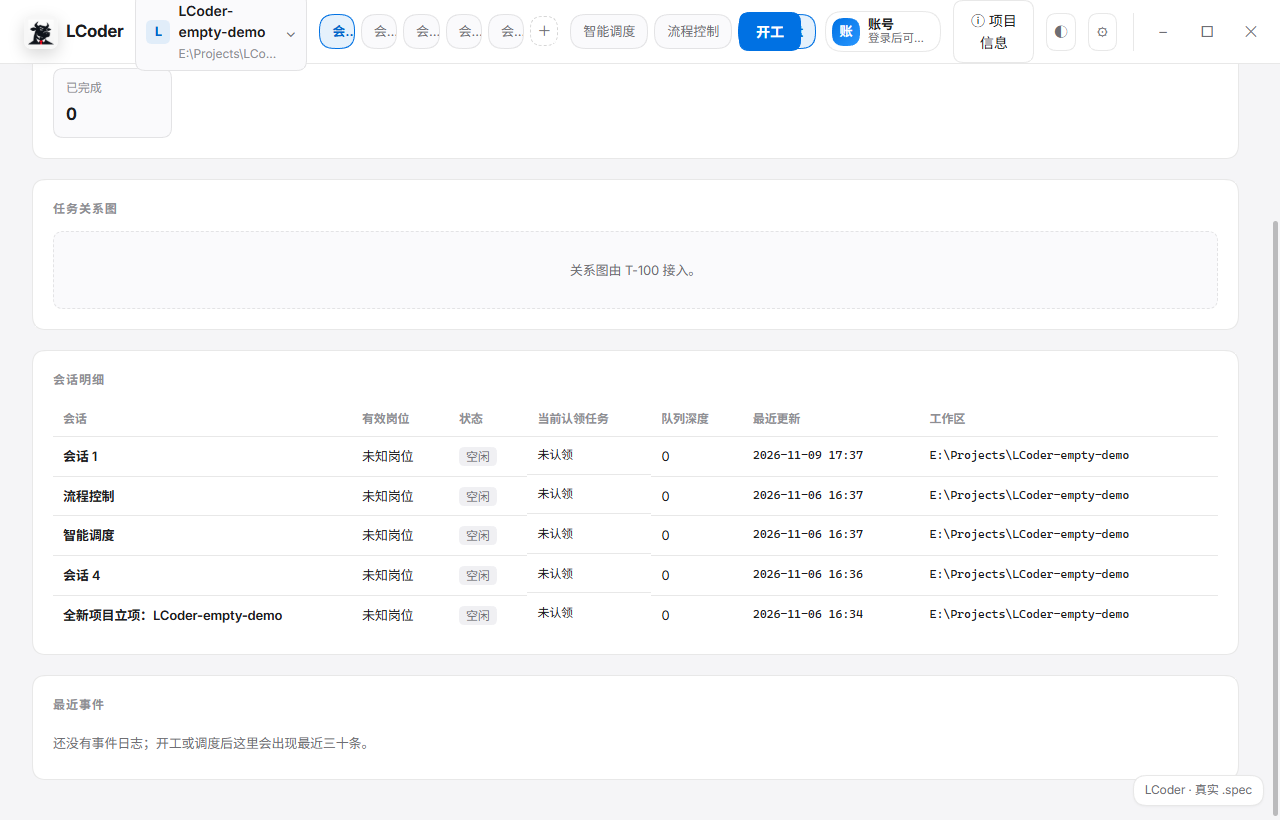 LCoder
L
LCoder-
empty-demo
E:\Projects\LCo...
会..
会...
会...
会...
会...
+
智能调度
流程控制
开工
账
账号
登录后可...
项目
信息
已完成
0
任务关系图
关系图由 T-100 接入。
会话明细
会话 有效岗位 状态 当前认领任务 队列深度 最近更新 工作区
会话 1 未知岗位 空闲 未认领 0 2026-11-09 17:37 E:\Projects\LCoder-empty-demo
流程控制 未知岗位 空闲 未认领 0 2026-11-06 16:37 E:\Projects\LCoder-empty-demo
智能调度 未知岗位 空闲 未认领 0 2026-11-06 16:37 E:\Projects\LCoder-empty-demo
会话 4 未知岗位 空闲 未认领 0 2026-11-06 16:36 E:\Projects\LCoder-empty-demo
全新项目立项：LCoder-empty-demo 未知岗位 空闲 未认领 0 2026-11-06 16:34 E:\Projects\LCoder-empty-demo
最近事件
还没有事件日志；开工或调度后这里会出现最近三十条。
LCoder · 真实 .spec